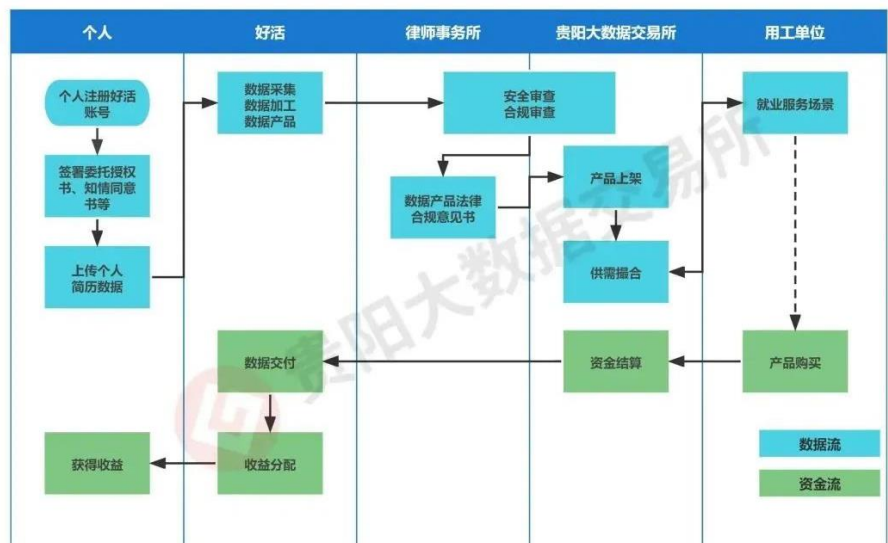 个人
好活
律师事务所
贵阳大数据交易所
用工单位
个人注册好活
账号
数据采集
数据加工
数据产品
安全审查
合规审查
就业服务场景
签署委托授权
书、知情同意
书等
数据产品法律
合规意见书
产品上架
上传个人
简历数据
供需撮合
数据交付
资金结算
产品购买
获得收益
收益分配
数据流
资金流
贵阳大数据交易所